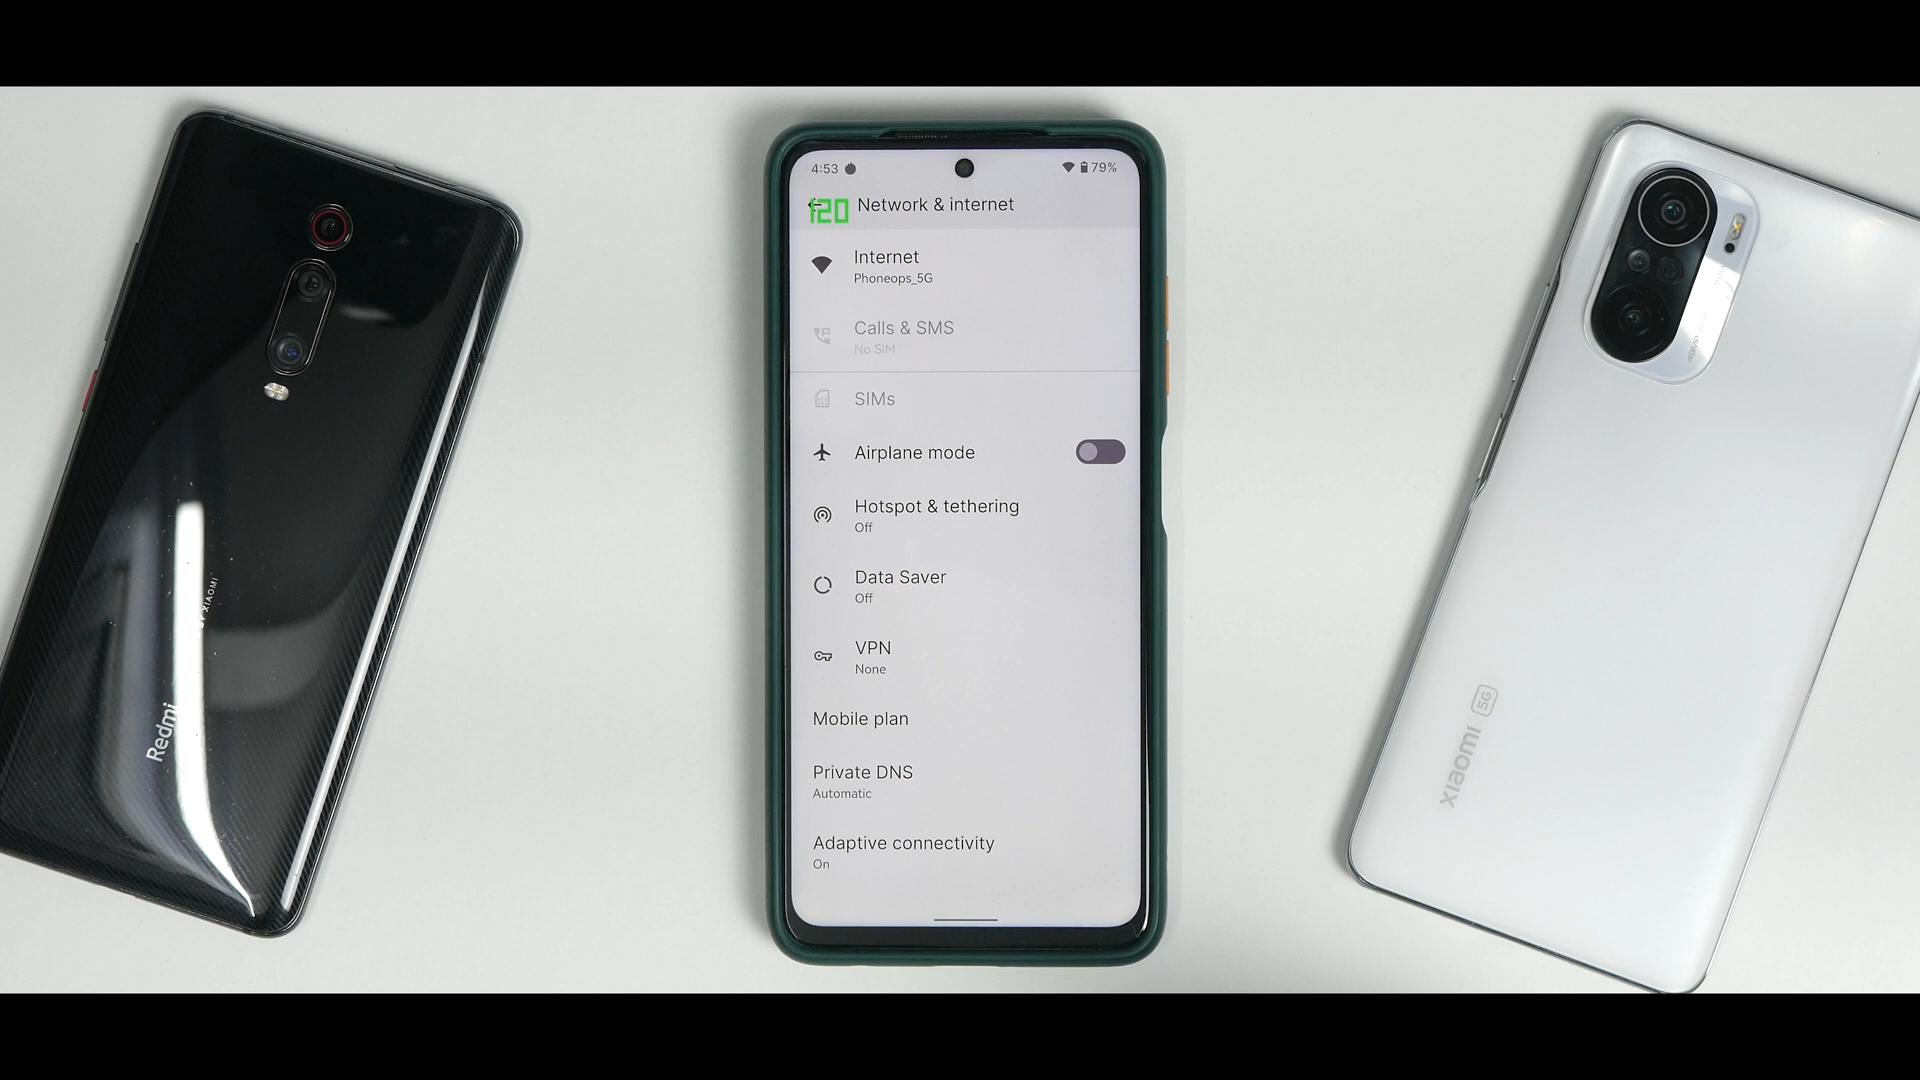 4:53
79%
120
Network & internet
Internet
Phoneops_5G
Calls & SMS
No SIM
SIMs
Airplane mode
Hotspot & tethering
Off
Data Saver
Off
VPN
None
Mobile plan
Private DNS
Automatic
Adaptive connectivity
On
Redmi
BY XIAOMI
48MP
xiaomi
5G